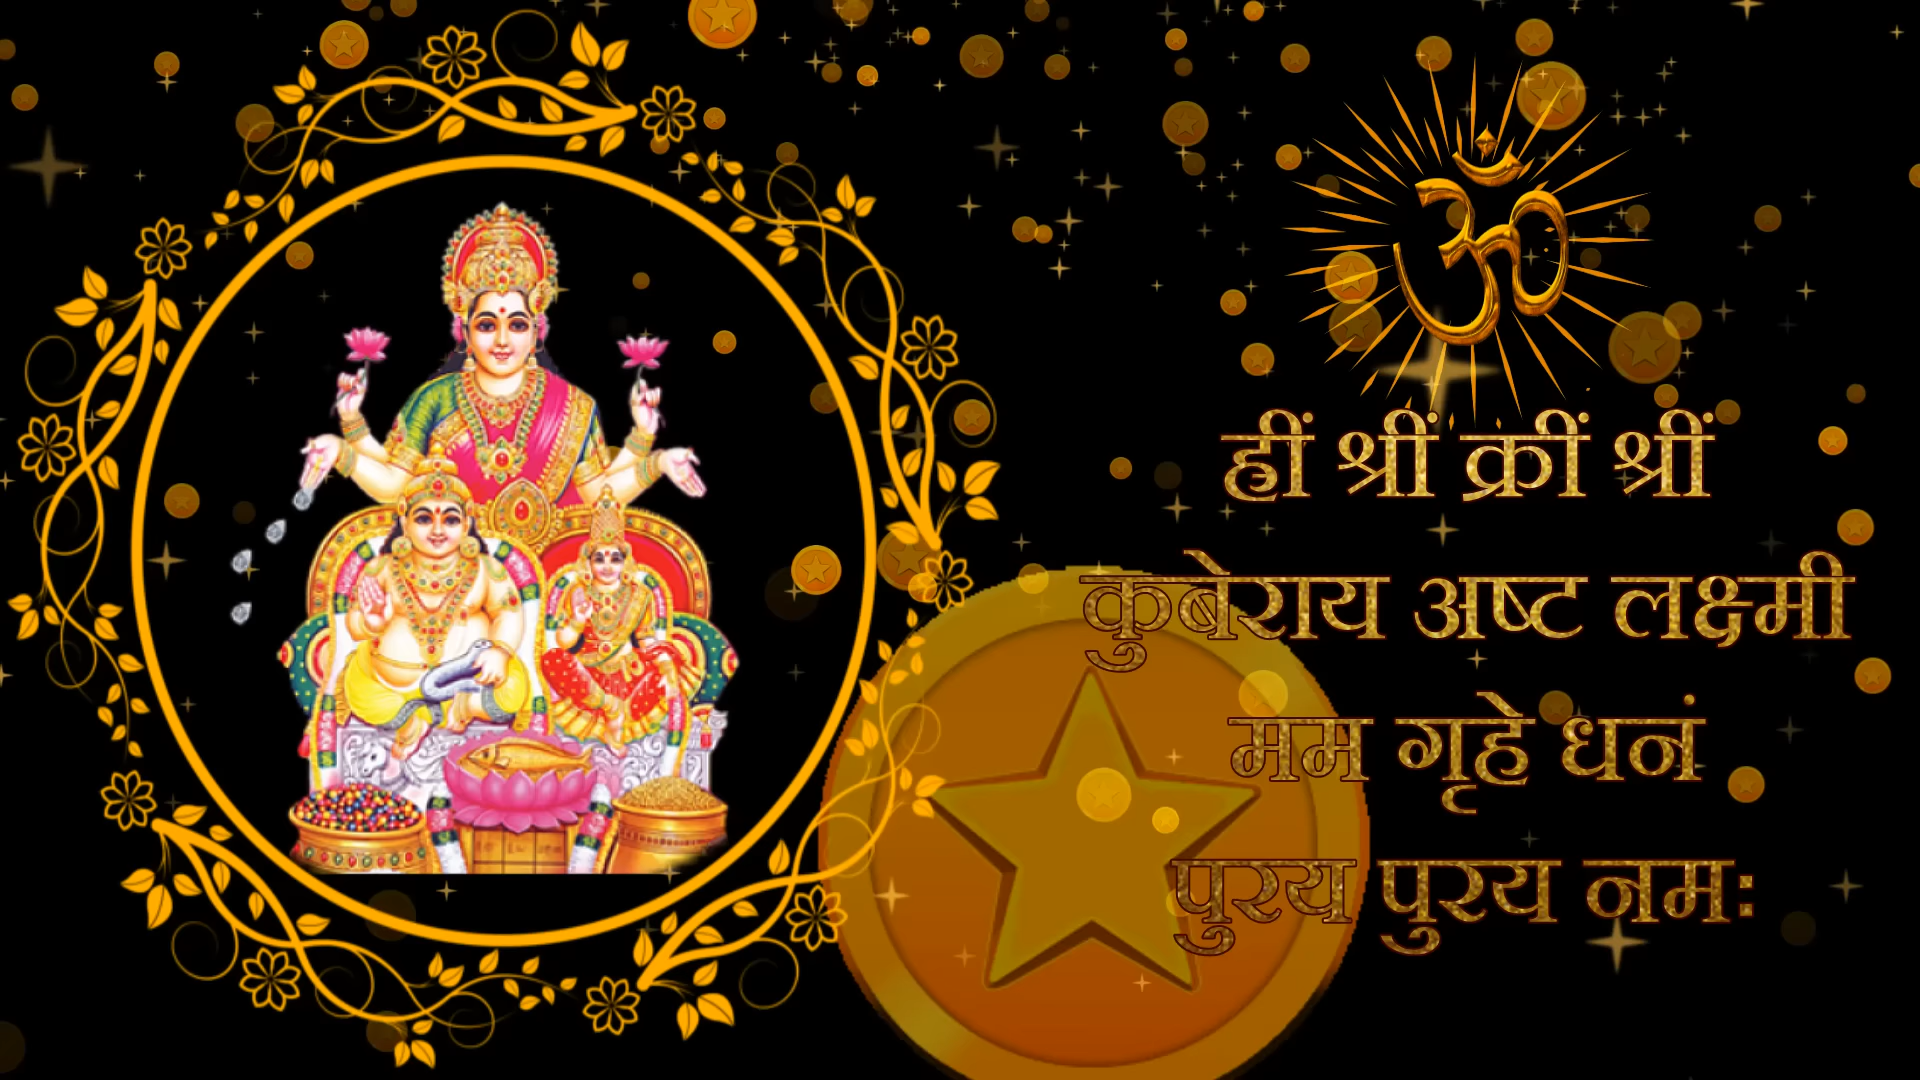 ॐ
ह्रीं श्रीं क्रीं श्रीं
कुबेराय अष्ट लक्ष्मी
मम गृहे धनं
पुरय पुरय नमः